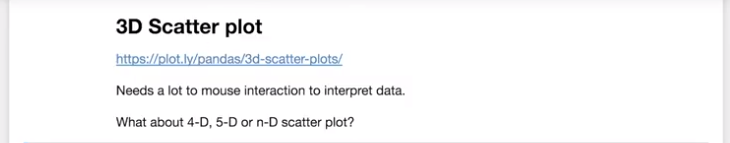 3D Scatter plot
https://plot.ly/pandas/3d-scatter-plots/
Needs a lot to mouse interaction to interpret data.
What about 4-D, 5-D or n-D scatter plot?